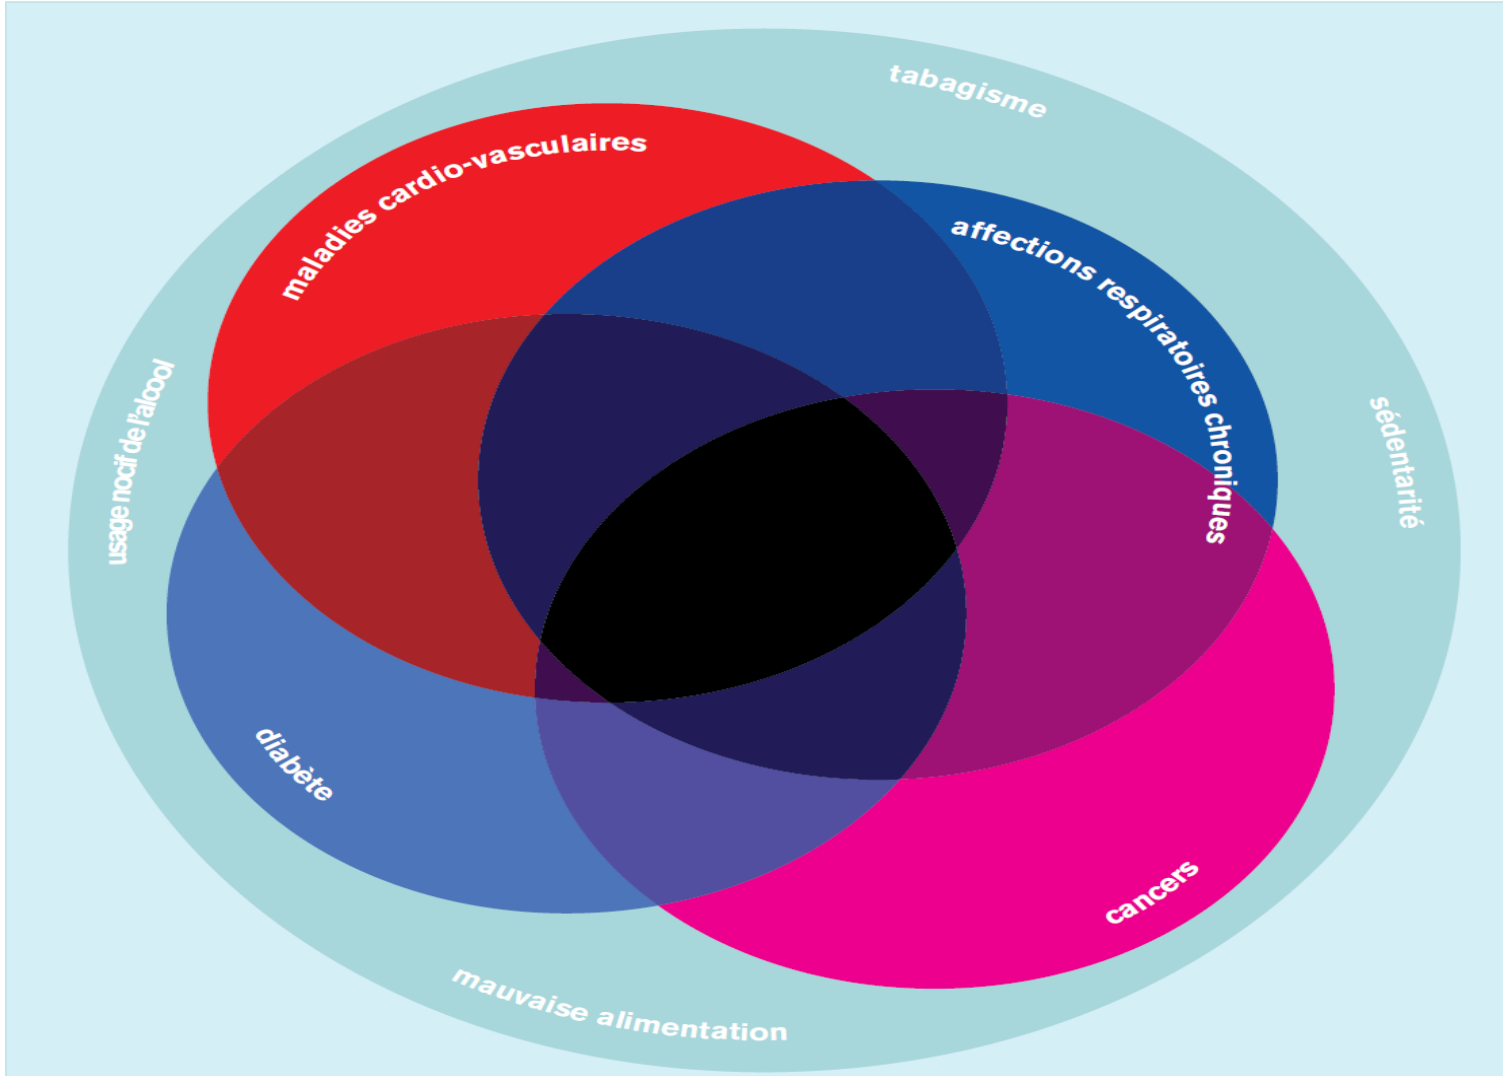 tabagisme
maladies cardio-vasculaires
affections respiratoires chroniques
usage nocif de l'alcool
sédentarité
diabète
cancers
mauvaise alimentation